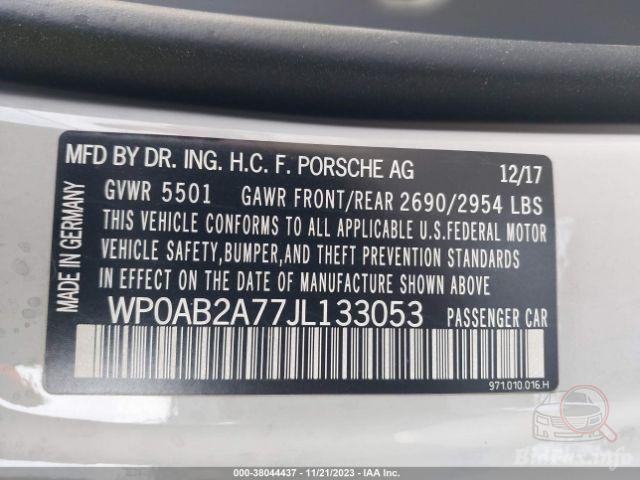 MFD BY DR. ING. H.C. F. PORSCHE AG 12/17
GVWR 5501 GAWR FRONT/REAR 2690/2954 LBS
THIS VEHICLE CONFORMS TO ALL APPLICABLE U.S.FEDERAL MOTOR
VEHICLE SAFETY,BUMPER,AND THEFT PREVENTION STANDARDS
IN EFFECT ON THE DATE OF MANUFACTURE SHOWN ABOVE
WP0AB2A77JL133053 PASSENGER CAR
MADE IN GERMANY
971.010.016.H
BidFax.info
000-38044437 - 11/21/2023 - IAA Inc.